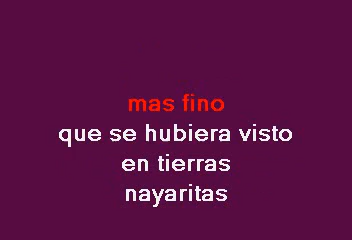 mas fino
que se hubiera visto
en tierras
nayaritas